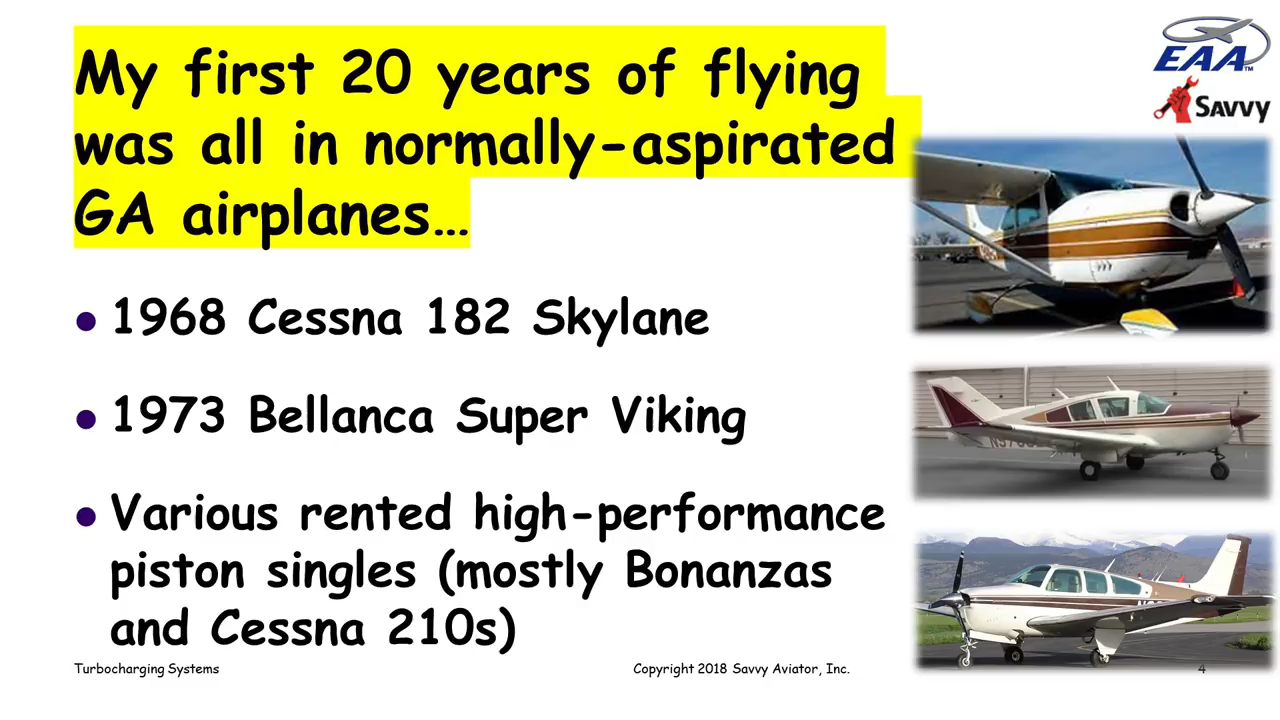 My first 20 years of flying
was all in normally-aspirated
GA airplanes…
EAA™
SAVVY
● 1968 Cessna 182 Skylane
● 1973 Bellanca Super Viking
● Various rented high-performance
piston singles (mostly Bonanzas
and Cessna 210s)
Turbocharging Systems
Copyright 2018 Savvy Aviator, Inc.
4